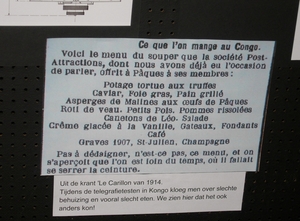 Ce que l'on mange au Congo.
Voici le menu du souper que la société Post-
Attractions, dont nous avons déjà eu l'occasion
de parler, offrit à Pâques à ses membres :
Potage tortue aux truffes
Caviar, Foie gras, Pain grillé
Asperges de Malines aux œufs de Pâques
Roti de veau. Petits Pois. Pommes rissolées
Canetons de Léo. Salade
Crême glacée à la Vanille, Gateaux, Fondants
Café
Graves 1907, St-Julien, Champagne
Pas à dédaigner, n'est-ce pas, ce menu, et on
s'aperçoit que l'on est loin du temps, où il fallait
se serrer la ceinture.
Uit de krant 'Le Carillon van 1914.
Tijdens de telegrafietesten in Kongo kloeg men over slechte
behuizing en vooral slecht eten. We zien hier dat het ook
anders kon!